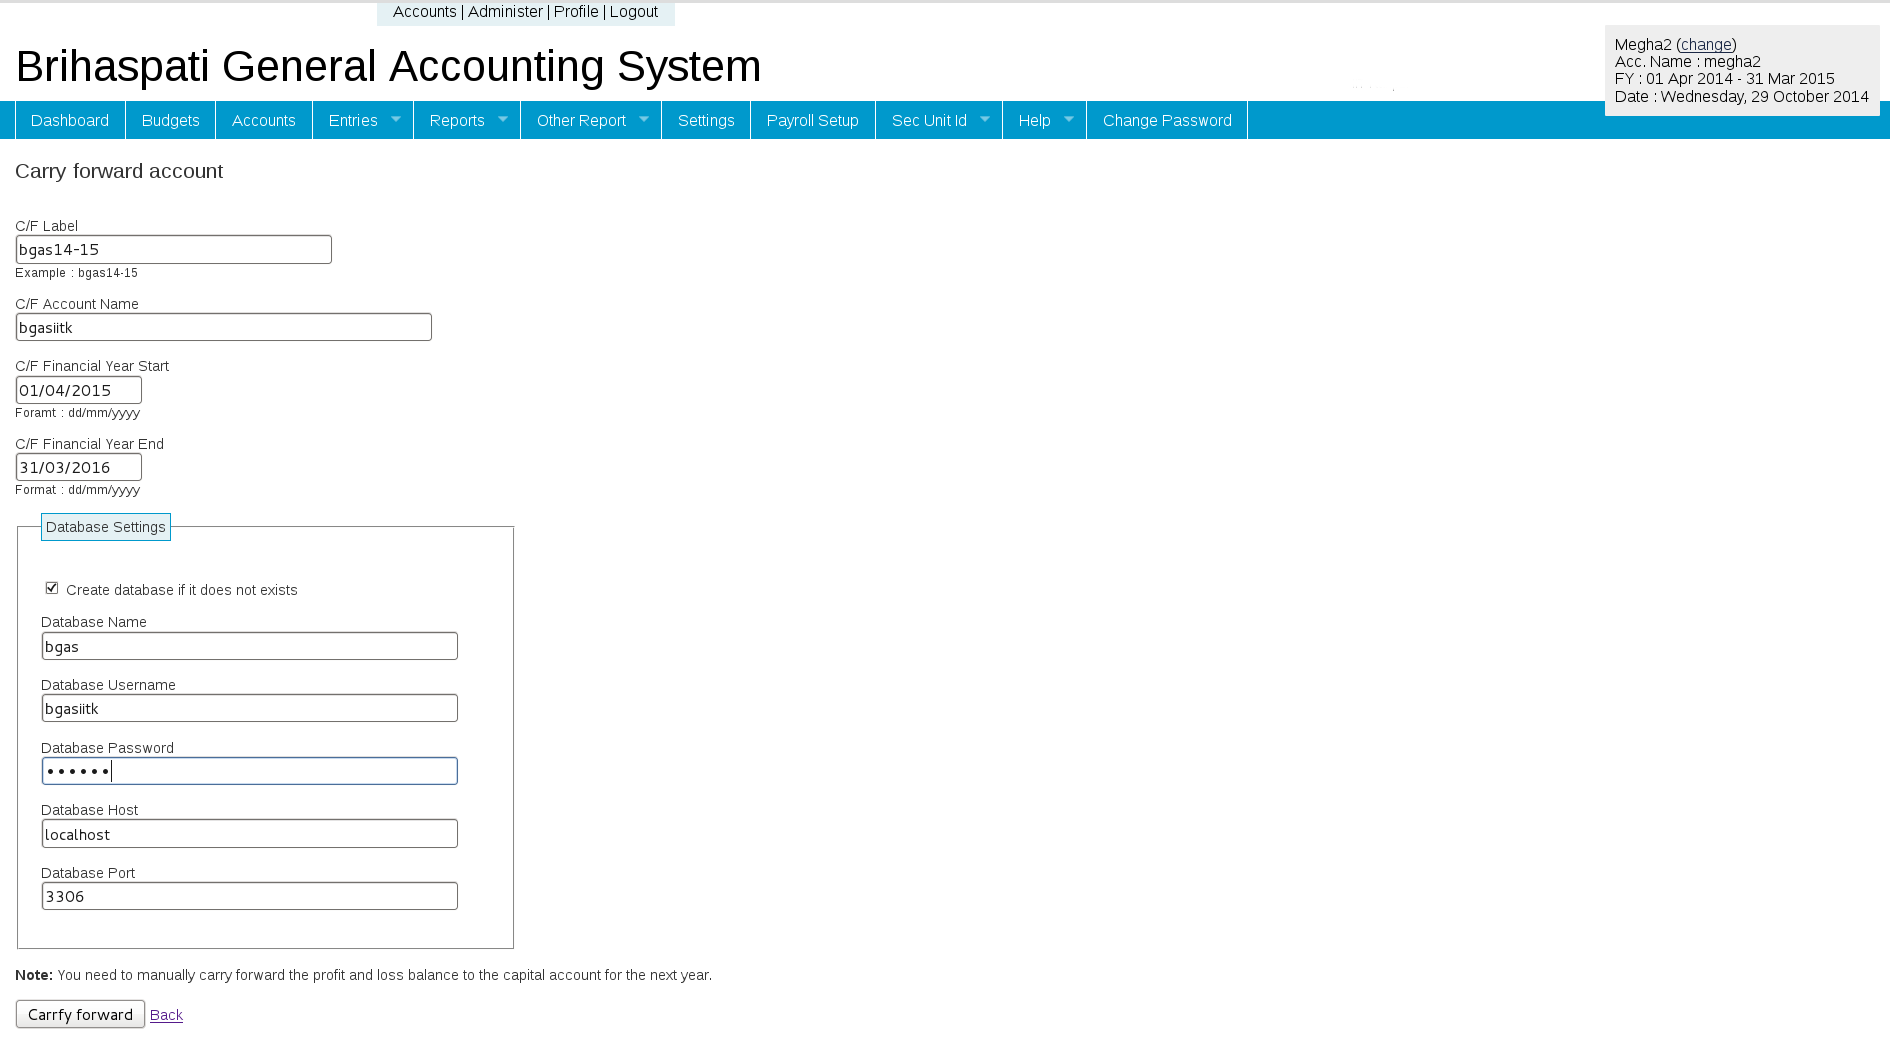 Accounts | Administer | Profile | Logout
Brihaspati General Accounting System
Megha2 (change)
Acc. Name : megha2
FY : 01 Apr 2014 - 31 Mar 2015
Date : Wednesday, 29 October 2014
Dashboard Budgets Accounts Entries Reports Other Report Settings Payroll Setup Sec Unit Id Help Change Password
Carry forward account
C/F Label
bgas14-15
Example : bgas14-15
C/F Account Name
bgasiitk
C/F Financial Year Start
01/04/2015
Foramt : dd/mm/yyyy
C/F Financial Year End
31/03/2016
Format : dd/mm/yyyy
Database Settings
Create database if it does not exists
Database Name
bgas
Database Username
bgasiitk
Database Password
••••••
Database Host
localhost
Database Port
3306
Note: You need to manually carry forward the profit and loss balance to the capital account for the next year.
Carrfy forward Back